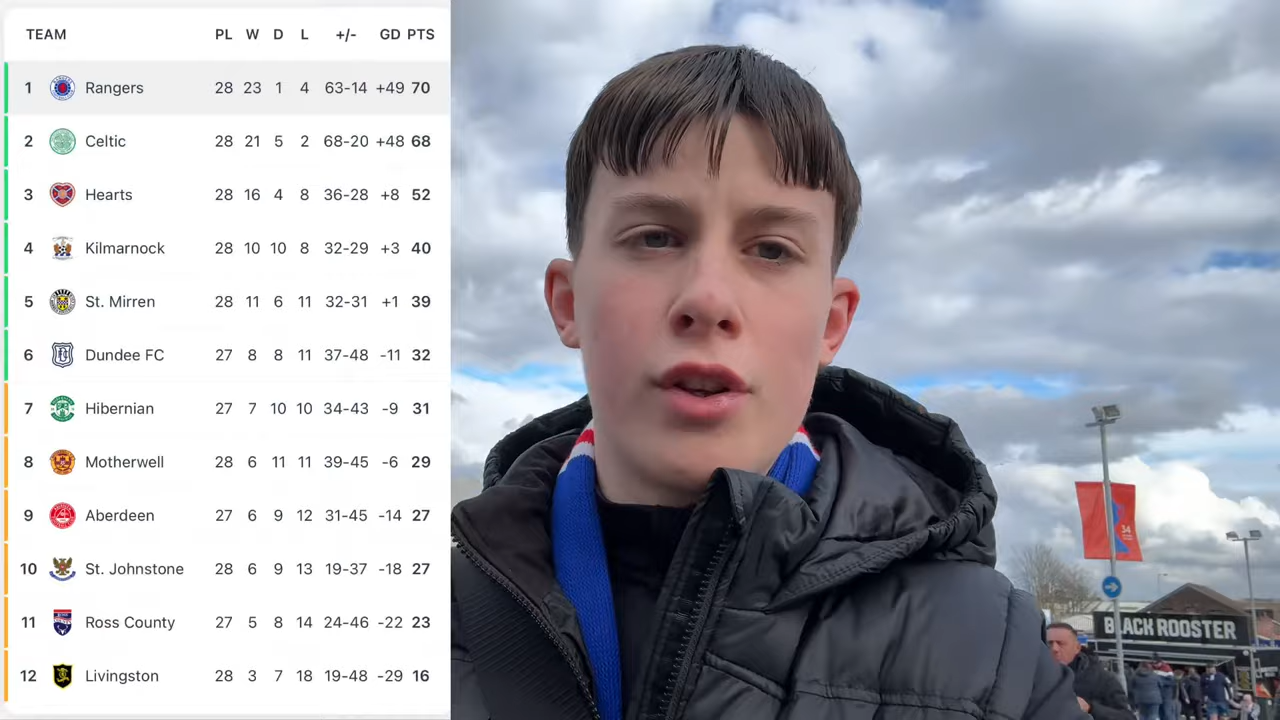 TEAM PL W D L +/- GD PTS
1 Rangers 28 23 1 4 63-14 +49 70
2 Celtic 28 21 5 2 68-20 +48 68
3 Hearts 28 16 4 8 36-28 +8 52
4 Kilmarnock 28 10 10 8 32-29 +3 40
5 St. Mirren 28 11 6 11 32-31 +1 39
6 Dundee FC 27 8 8 11 37-48 -11 32
7 Hibernian 27 7 10 10 34-43 -9 31
8 Motherwell 28 6 11 11 39-45 -6 29
9 Aberdeen 27 6 9 12 31-45 -14 27
10 St. Johnstone 28 6 9 13 19-37 -18 27
11 Ross County 27 5 8 14 24-46 -22 23
12 Livingston 28 3 7 18 19-48 -29 16
34
BLACK ROOSTER